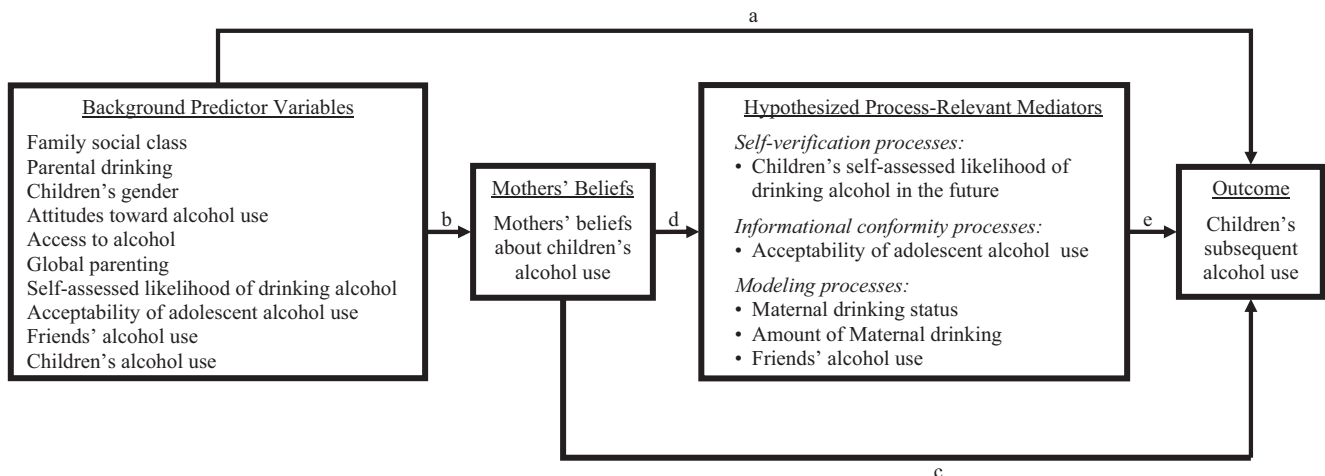 a
Background Predictor Variables
Family social class
Parental drinking
Children's gender
Attitudes toward alcohol use
Access to alcohol
Global parenting
Self-assessed likelihood of drinking alcohol
Acceptability of adolescent alcohol use
Friends' alcohol use
Children's alcohol use
b
Mothers' Beliefs
Mothers' beliefs
about children's
alcohol use
d
Hypothesized Process-Relevant Mediators
Self-verification processes:
• Children's self-assessed likelihood of
drinking alcohol in the future
Informational conformity processes:
• Acceptability of adolescent alcohol use
Modeling processes:
• Maternal drinking status
• Amount of Maternal drinking
• Friends' alcohol use
e
Outcome
Children's
subsequent
alcohol use
c